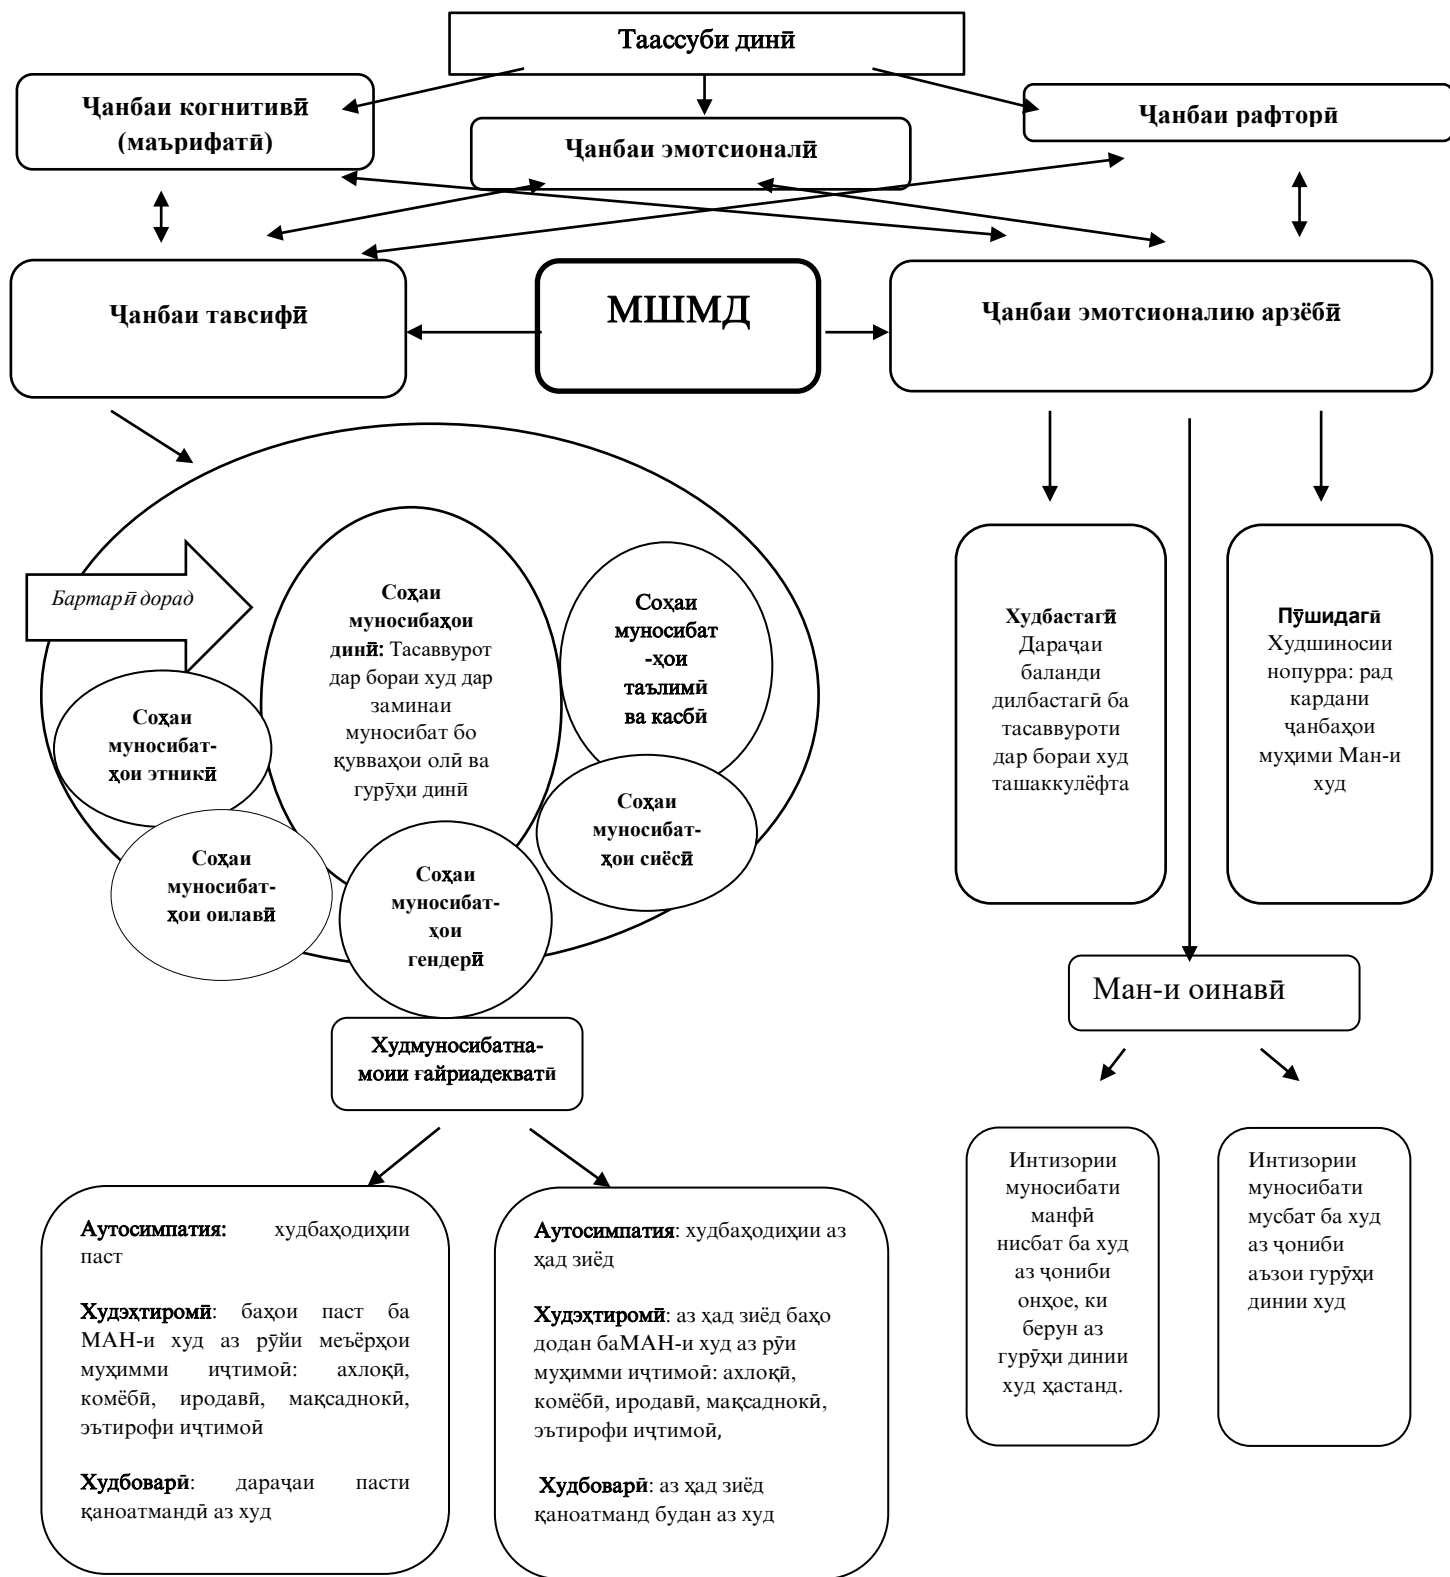 Таассуби динӣ
Ҷанбаи когнитивӣ
(маърифатӣ)
Ҷанбаи эмотсионалӣ
Ҷанбаи рафторӣ
Ҷанбаи тавсифӣ
МШМД
Ҷанбаи эмотсионалию арзёбӣ
Бартарӣ дорад
Соҳаи
муносибаҳои
динӣ: Тасаввурот
дар бораи худ дар
заминаи
муносибат бо
қувваҳои олӣ ва
гурӯҳи динӣ
Соҳаи
муносибат
-ҳои
таълимӣ
ва касбӣ
Соҳаи
муносибат-
ҳои этникӣ
Соҳаи
муносибат-
ҳои сиёсӣ
Соҳаи
муносибат-
ҳои оилавӣ
Соҳаи
муносибат-
ҳои
гендерӣ
Худбастагӣ
Дараҷаи
баланди
дилбастагӣ ба
тасаввуроти
дар бораи худ
ташаккулёфта
Пӯшидагӣ
Худшиносии
нопурра: рад
кардани
ҷанбаҳои
муҳими Ман-и
худ
Ман-и оинавӣ
Худмуносибатна-
моии ғайриадекватӣ
Аутосимпатия: худбаҳодиҳии
паст
Худэҳтиромӣ: баҳои паст ба
МАН-и худ аз рӯйи меъёрҳои
муҳимми иҷтимоӣ: ахлоқӣ,
комёбӣ, иродавӣ, мақсаднокӣ,
эътирофи иҷтимоӣ
Худбоварӣ: дараҷаи пасти
қаноатмандӣ аз худ
Аутосимпатия: худбаҳодиҳии аз
ҳад зиёд
Худэҳтиромӣ: аз ҳад зиёд баҳо
додан баМАН-и худ аз рӯи
муҳимми иҷтимоӣ: ахлоқӣ,
комёбӣ, иродавӣ, мақсаднокӣ,
эътирофи иҷтимоӣ,
Худбоварӣ: аз ҳад зиёд
қаноатманд будан аз худ
Интизории
муносибати
манфӣ
нисбат ба худ
аз ҷониби
онҳое, ки
берун аз
гурӯҳи динии
худ ҳастанд.
Интизории
муносибати
мусбат ба худ
аз ҷониби
аъзои гурӯҳи
динии худ